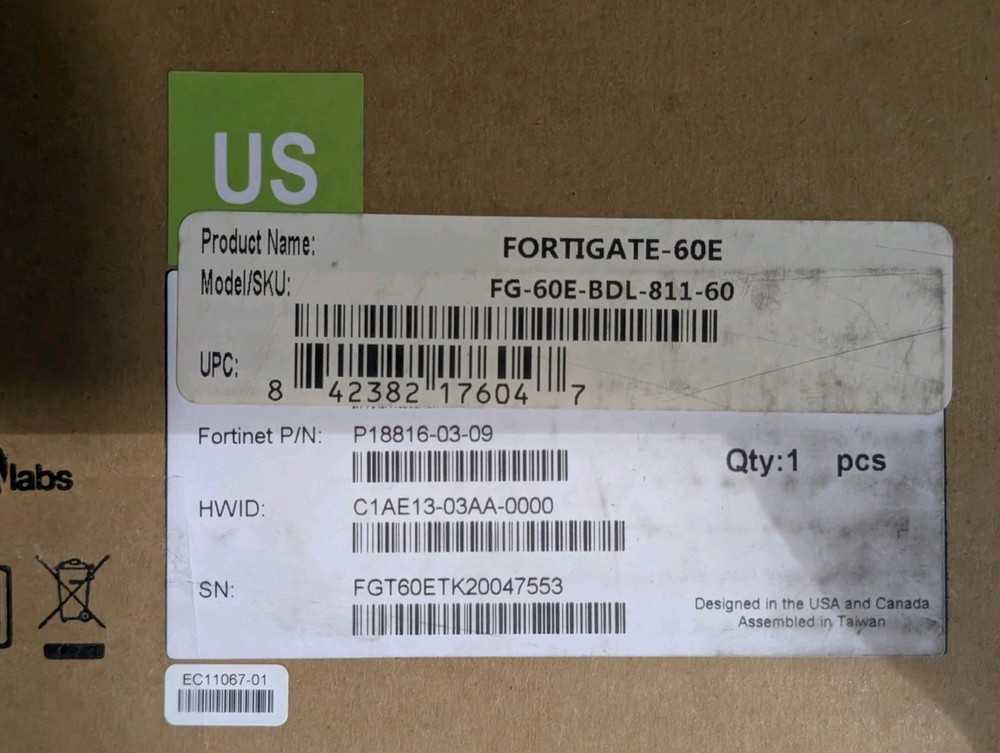 US
Product Name: FORTIGATE-60E
Model/SKU: FG-60E-BDL-811-60
UPC: 8 42382 17604 7
Fortinet P/N: P18816-03-09
Qty:1 pcs
HWID: C1AE13-03AA-0000
SN: FGT60ETK20047553
Designed in the USA and Canada
Assembled in Taiwan
labs
EC11067-01